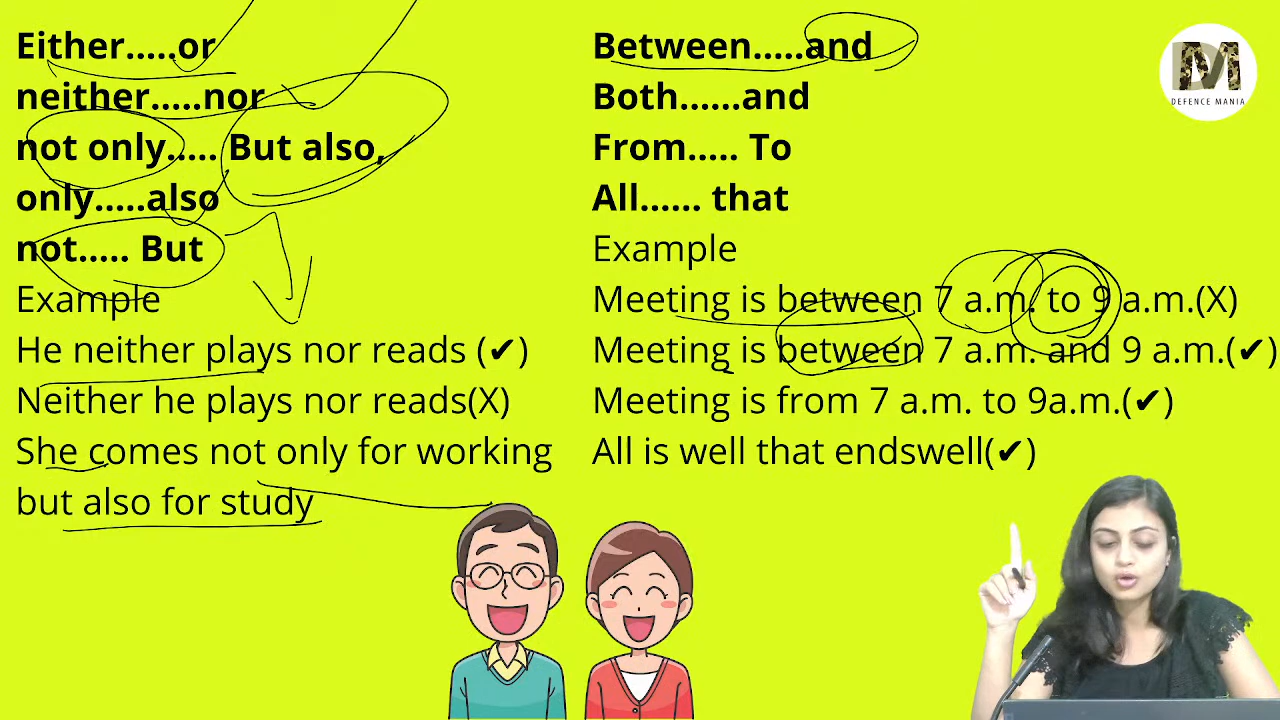 Either.....or
neither.....nor
not only..... But also,
only.....also
not..... But
Example
He neither plays nor reads (✔)
Neither he plays nor reads(X)
She comes not only for working
but also for study
Between.....and
Both......and
From..... To
All...... that
Example
Meeting is between 7 a.m. to 9 a.m.(X)
Meeting is between 7 a.m. and 9 a.m.(✔)
Meeting is from 7 a.m. to 9a.m.(✔)
All is well that endswell(✔)
DM
DEFENCE MANIA